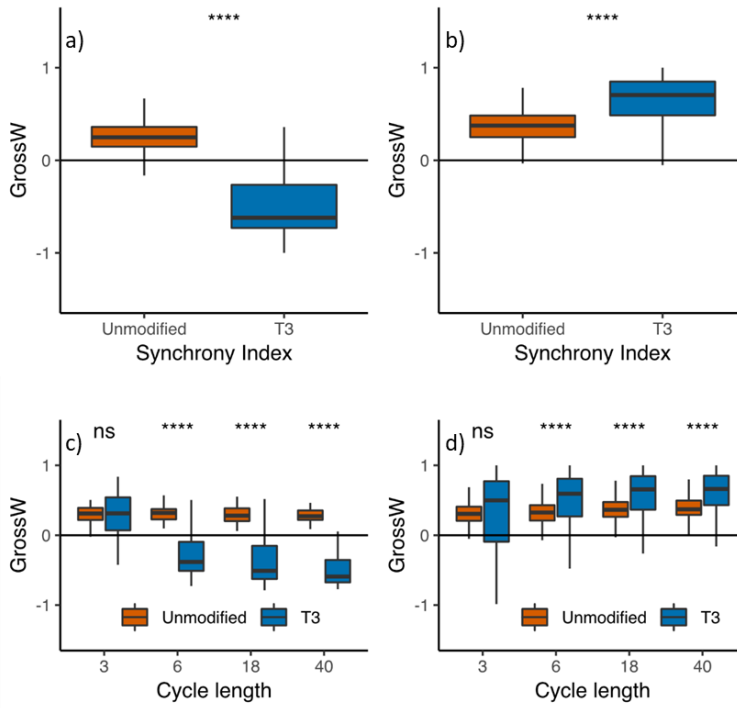 a)
****
GrossW
1
0
-1
Unmodified T3
Synchrony Index
b)
****
GrossW
1
0
-1
Unmodified T3
Synchrony Index
c)
ns **** **** ****
GrossW
1
0
-1
Unmodified T3
3 6 18 40
Cycle length
d)
ns **** **** ****
GrossW
1
0
-1
Unmodified T3
3 6 18 40
Cycle length